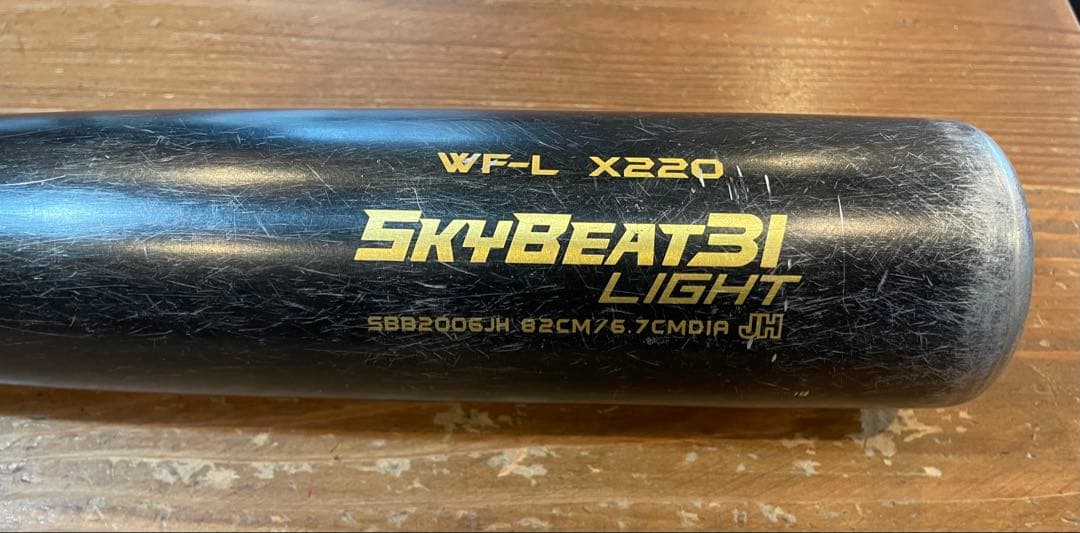 WF-L X220
SKYBEAT31
LIGHT
SBB2006JH 82CM/6.7CMDIA JH